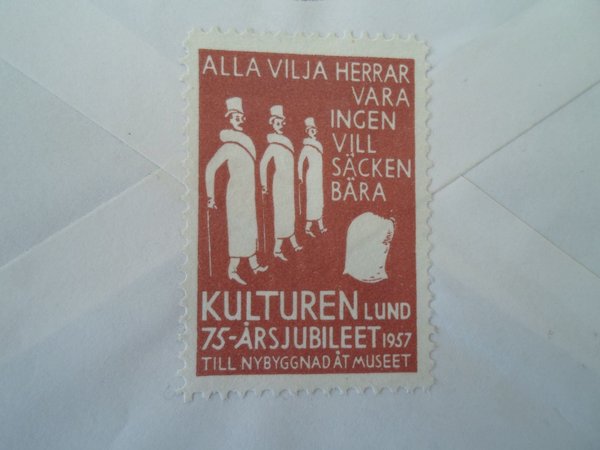 ALLA VILJA HERRAR
VARA
INGEN
VILL
SÄCKEN
BÄRA
KULTUREN LUND
75-ÅRSJUBILEET 1957
TILL NYBYGGNAD ÅT MUSEET